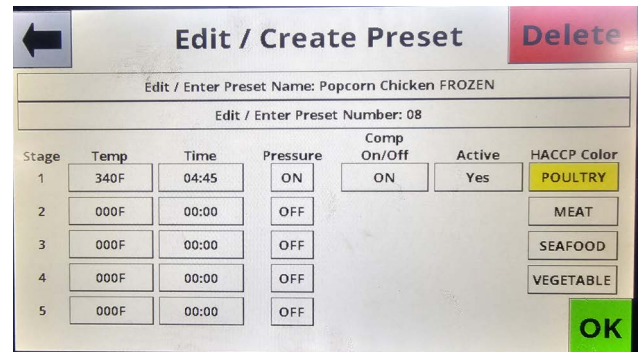 Edit / Create Preset
Delete
Edit / Enter Preset Name: Popcorn Chicken FROZEN
Edit / Enter Preset Number: 08
Stage Temp Time Pressure Comp On/Off Active HACCP Color
1 340F 04:45 ON ON Yes POULTRY
2 000F 00:00 OFF MEAT
3 000F 00:00 OFF SEAFOOD
4 000F 00:00 OFF VEGETABLE
5 000F 00:00 OFF
OK